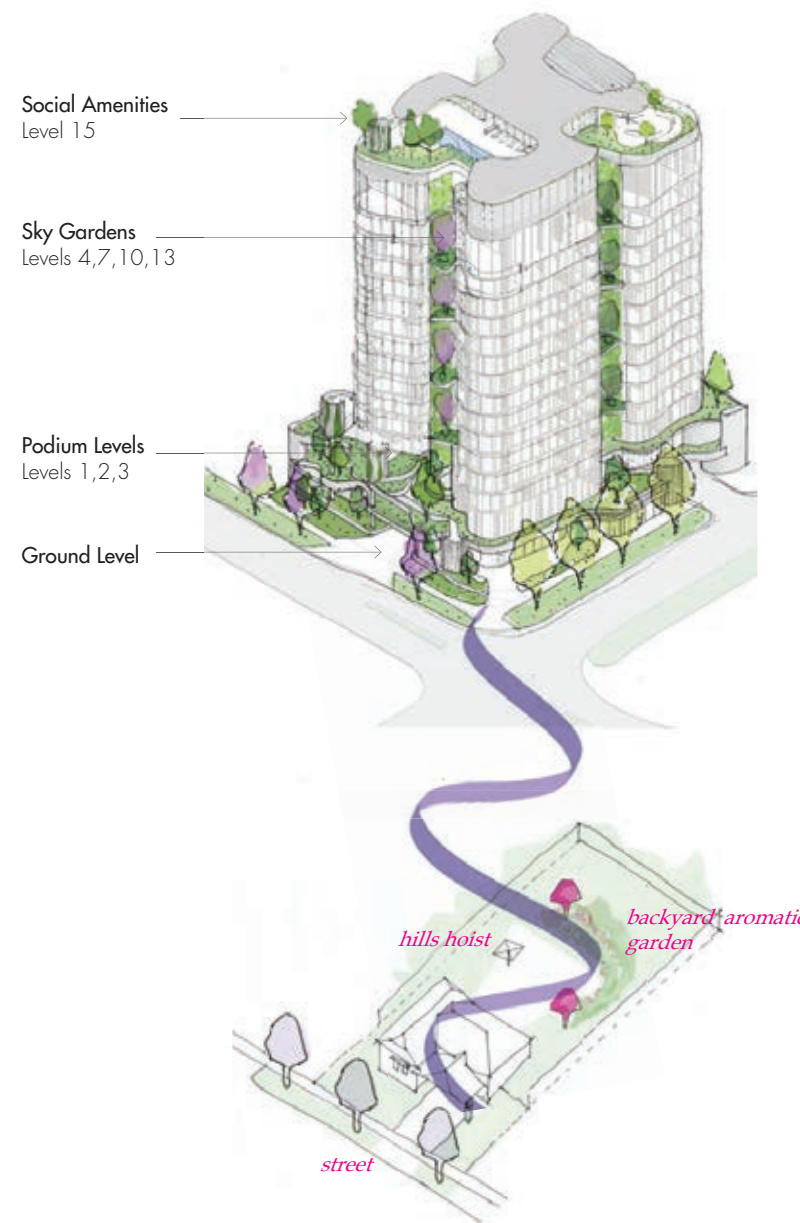 Social Amenities
Level 15
Sky Gardens
Levels 4,7,10,13
Podium Levels
Levels 1,2,3
Ground Level
backyard aromatic
hills hoist
garden
street